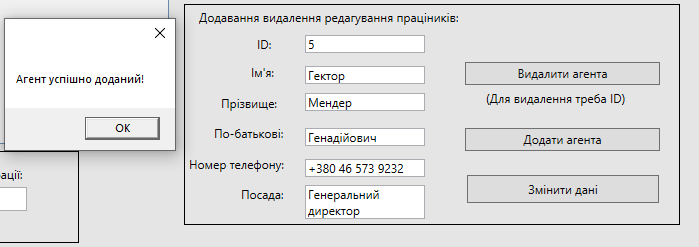 Додавання видалення редагування праціників:
ID:
5
Ім'я:
Гектор
Прізвище:
Мендер
По-батькові:
Генадійович
Номер телефону:
+380 46 573 9232
Посада:
Генеральний
директор
Видалити агента
(Для видалення треба ID)
Додати агента
Змінити дані
Агент успішно доданий!
OK
ації: